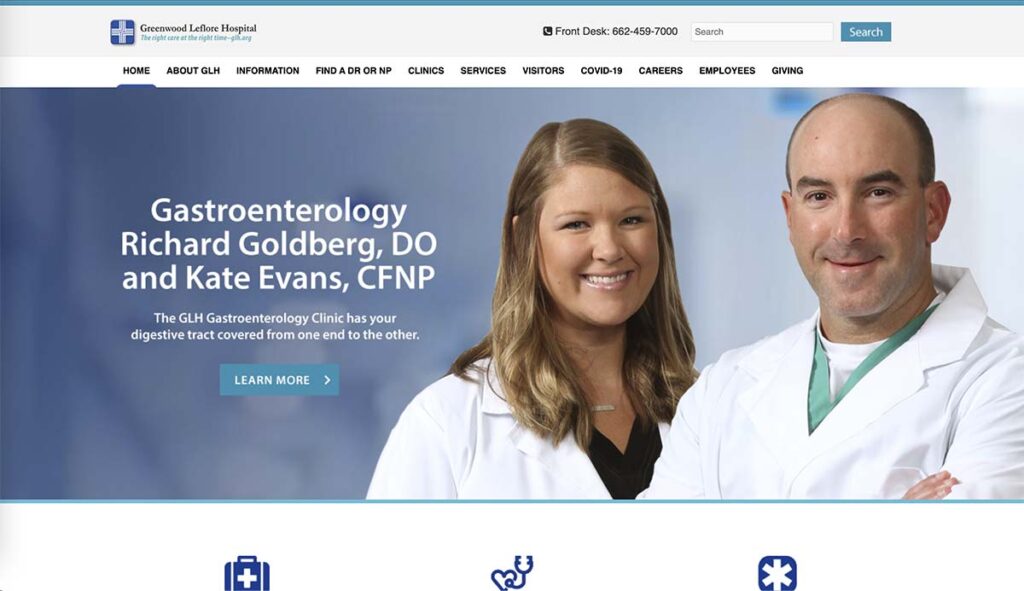 Greenwood Leflore Hospital
The right care at the right time–glh.org
Front Desk: 662-459-7000
Search
Search
HOME ABOUT GLH INFORMATION FIND A DR OR NP CLINICS SERVICES VISITORS COVID-19 CAREERS EMPLOYEES GIVING
Gastroenterology
Richard Goldberg, DO
and Kate Evans, CFNP
The GLH Gastroenterology Clinic has your
digestive tract covered from one end to the other.
LEARN MORE